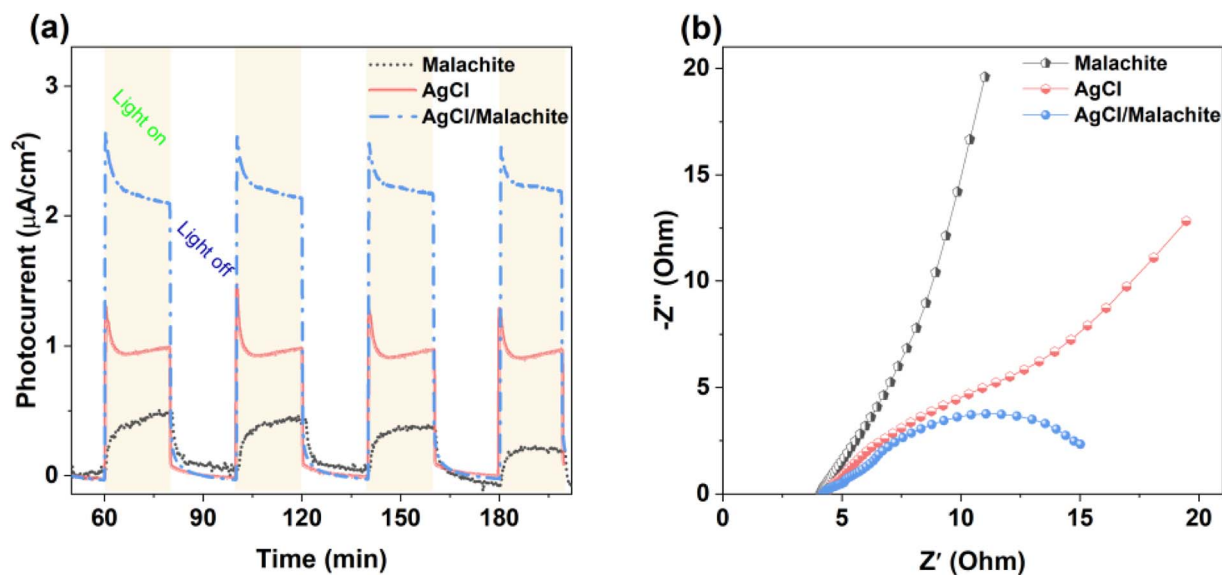 (a)
Photocurrent (μA/cm²)
3
2
1
0
Light on
Light off
Malachite
AgCl
AgCl/Malachite
60
90
120
150
180
Time (min)
(b)
-Z" (Ohm)
20
15
10
5
0
Malachite
AgCl
AgCl/Malachite
0
5
10
15
20
Z′ (Ohm)